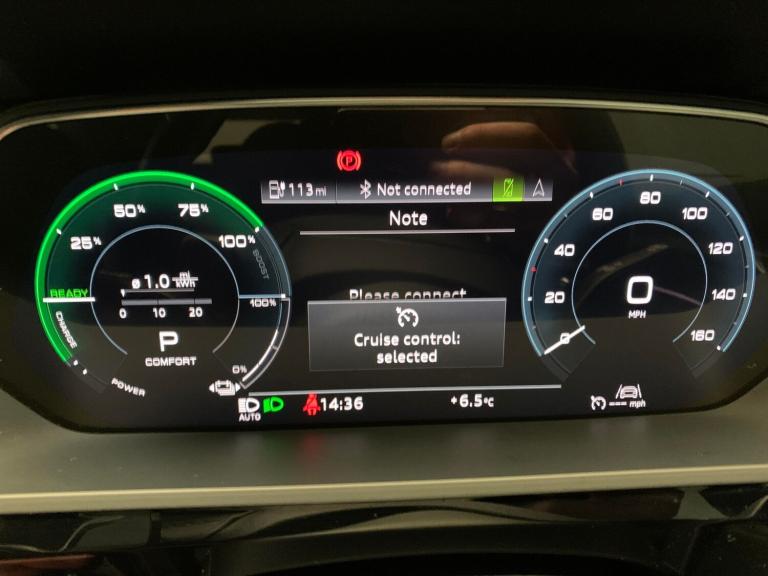 P
113 mi
Not connected
Note
25%
50%
75%
100%
BOOST
READY
CHARGE
POWER
ø 1.0 mi/kWh
0 10 20
P
COMFORT
100%
0%
Please connect
Cruise control:
selected
0
20
40
60
80
100
120
140
160
0
MPH
AUTO
14:36
+6.5°C
--- mph